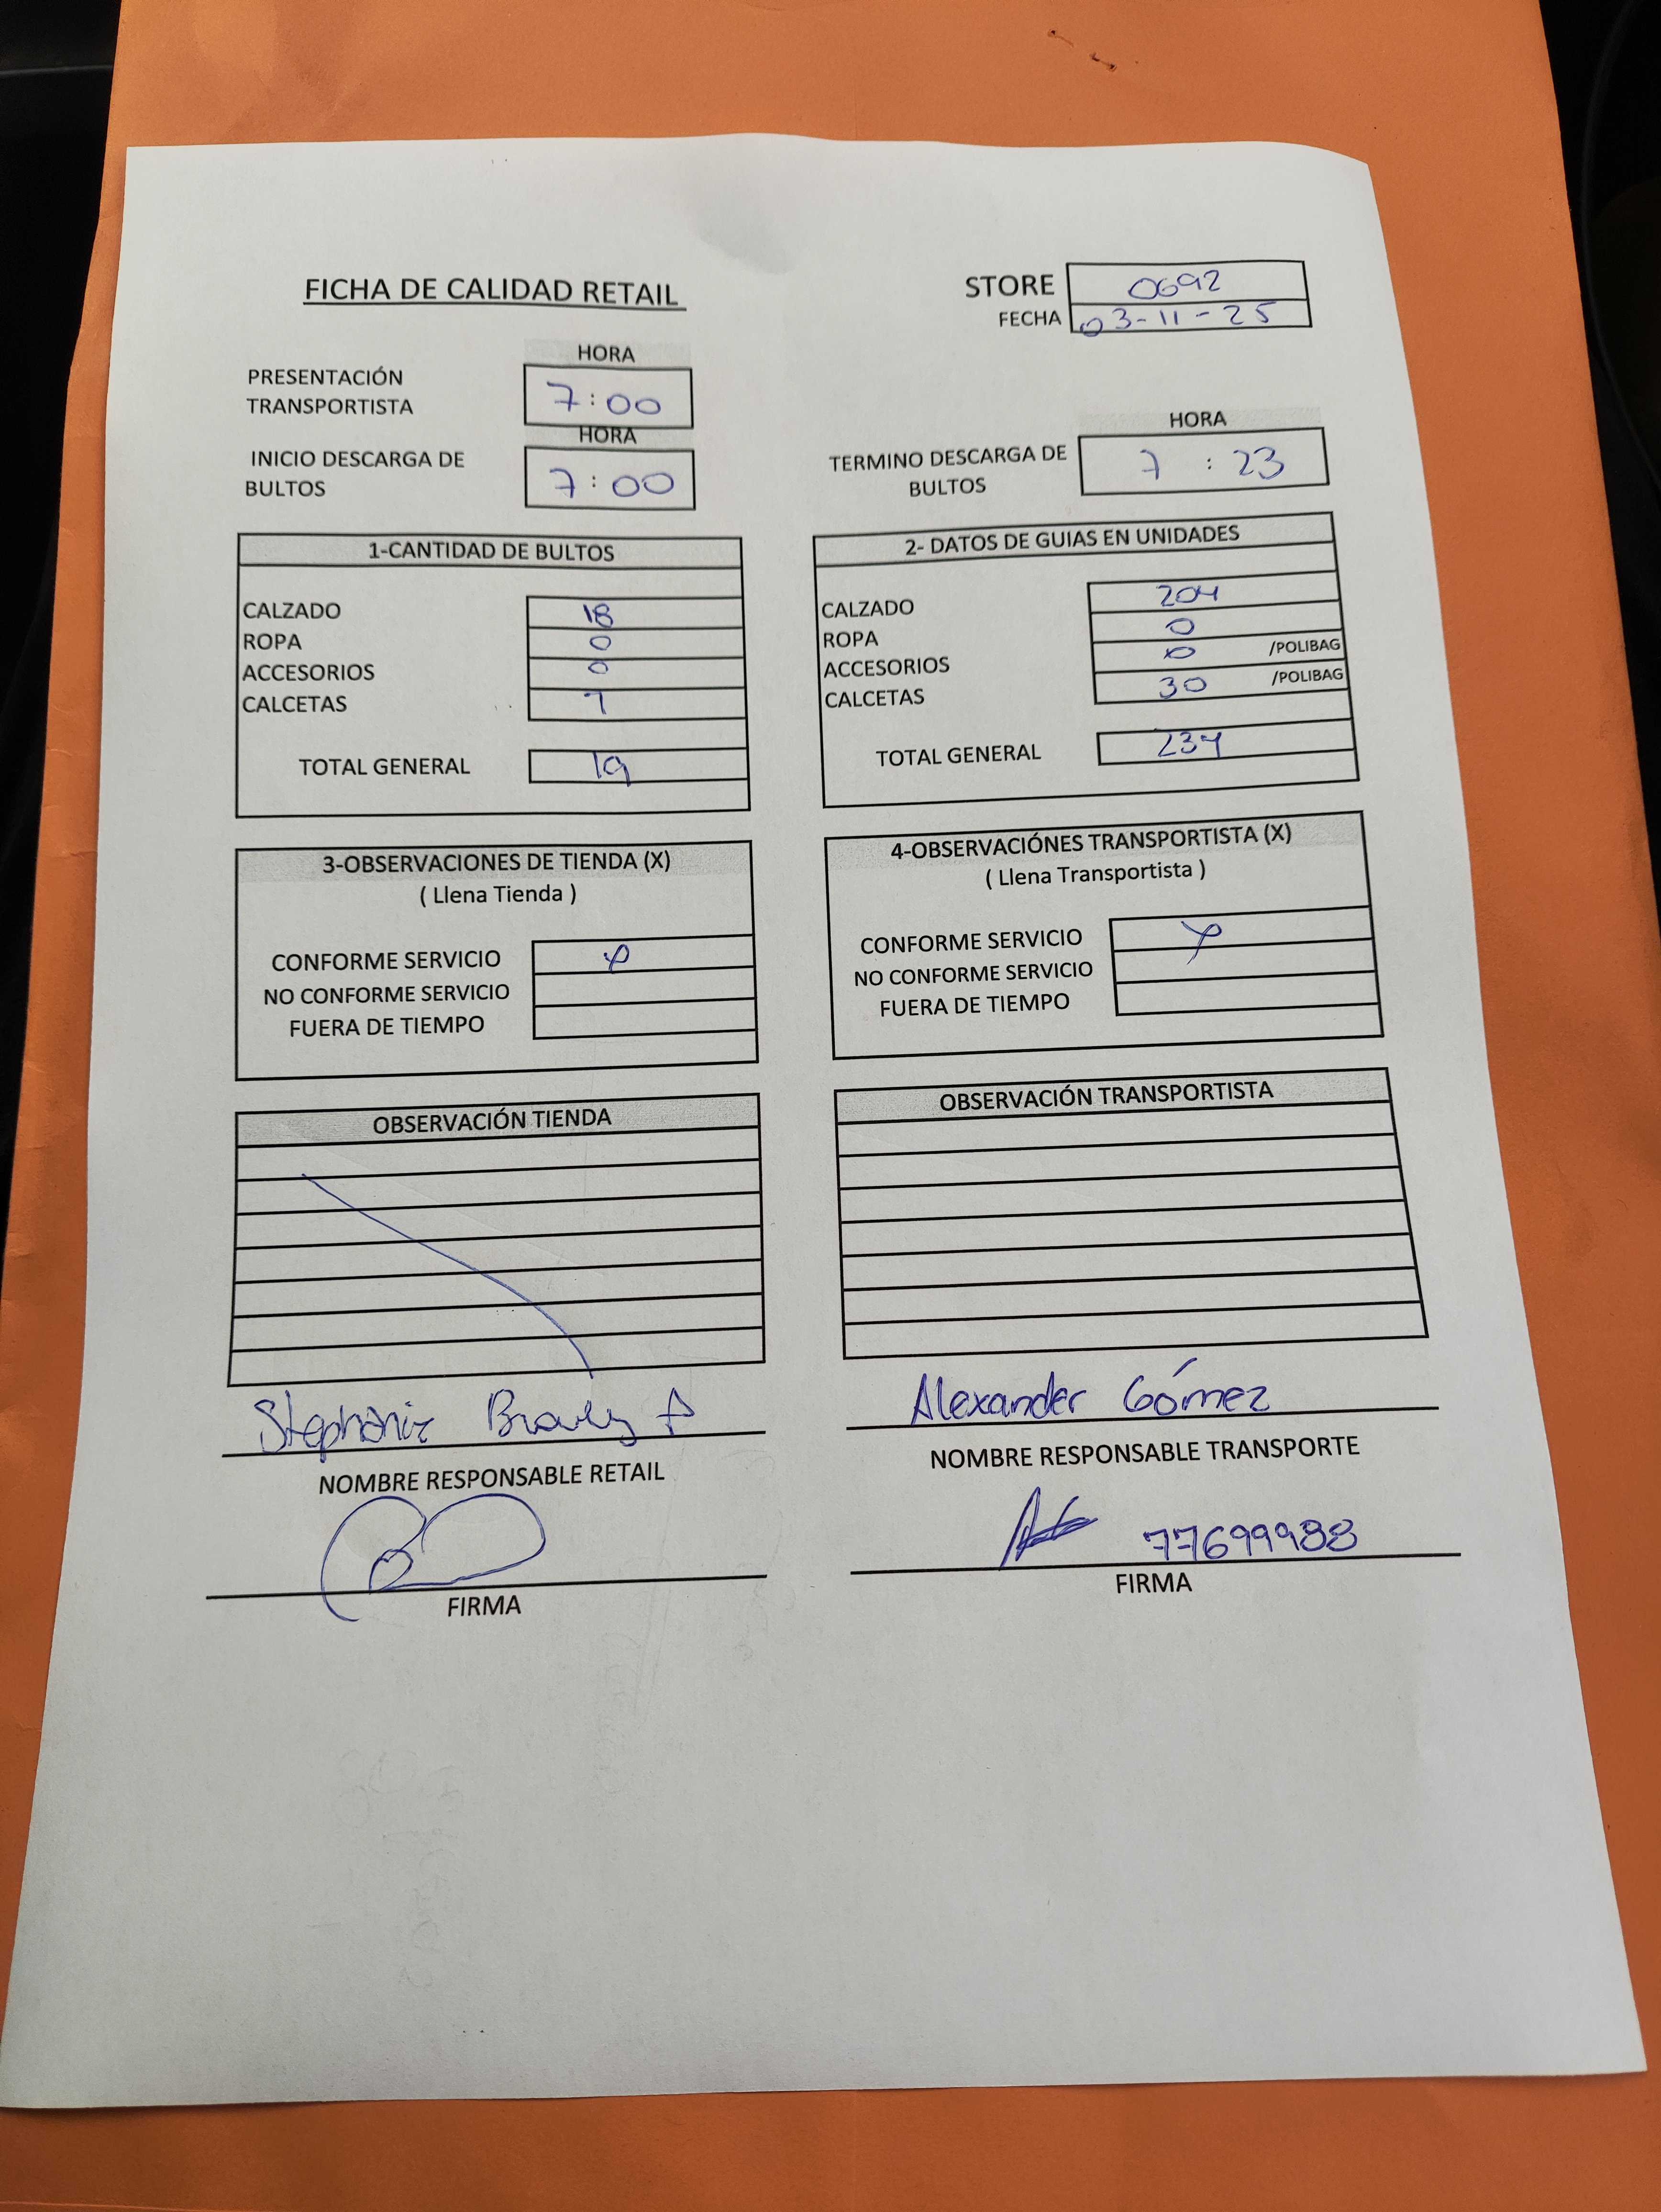 FICHA DE CALIDAD RETAIL
STORE 0692
FECHA 03-11-25
HORA
PRESENTACIÓN TRANSPORTISTA 7:00
HORA
INICIO DESCARGA DE BULTOS 7:00
HORA
TERMINO DESCARGA DE BULTOS 7:23
1-CANTIDAD DE BULTOS
CALZADO 18
ROPA 0
ACCESORIOS 0
CALCETAS 1
TOTAL GENERAL 19
2- DATOS DE GUIAS EN UNIDADES
CALZADO 204
ROPA 0
ACCESORIOS 0 /POLIBAG
CALCETAS 30 /POLIBAG
TOTAL GENERAL 234
3-OBSERVACIONES DE TIENDA (X)
( Llena Tienda )
CONFORME SERVICIO X
NO CONFORME SERVICIO
FUERA DE TIEMPO
4-OBSERVACIÓNES TRANSPORTISTA (X)
( Llena Transportista )
CONFORME SERVICIO X
NO CONFORME SERVICIO
FUERA DE TIEMPO
OBSERVACIÓN TIENDA
OBSERVACIÓN TRANSPORTISTA
Stephanie
NOMBRE RESPONSABLE RETAIL
FIRMA
Alexander Gómez
NOMBRE RESPONSABLE TRANSPORTE
77699988
FIRMA